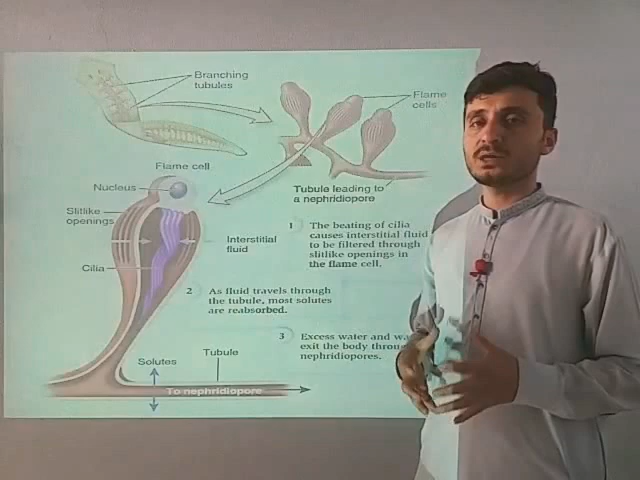 Branching
tubules
Flame
cells
Flame cell
Nucleus
Tubule leading to
a nephridiopore
Slitlike
openings
Interstitial
fluid
Cilia
1 The beating of cilia
causes interstitial fluid
to be filtered through
slitlike openings in
the flame cell.
2 As fluid travels through
the tubule, most solutes
are reabsorbed.
3 Excess water and
exit the body
nephridiopores.
Solutes
Tubule
To nephridiopore